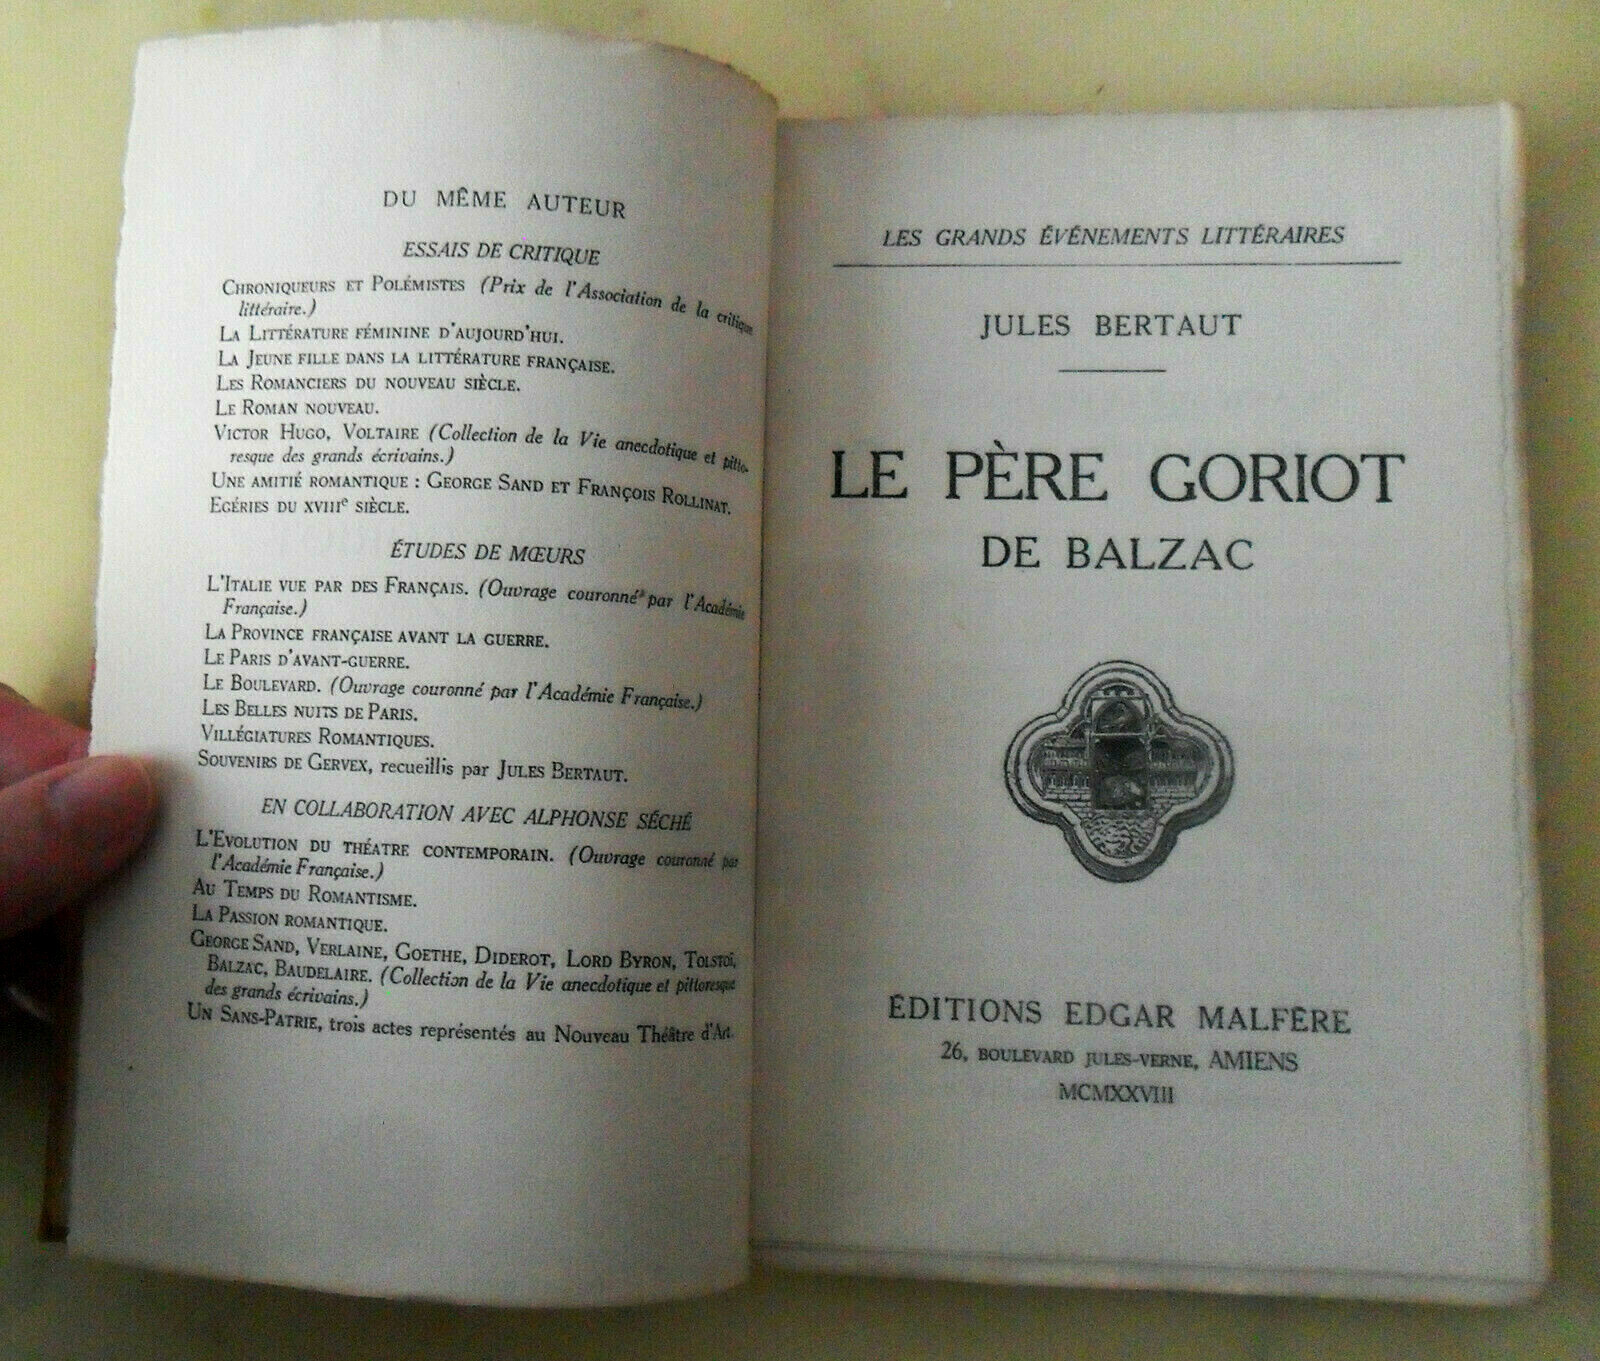 DU MÊME AUTEUR
ESSAIS DE CRITIQUE
CHRONIQUEURS ET POLÉMISTES (Prix de l'Association de la critique
littéraire.)
LA LITTÉRATURE FÉMININE D'AUJOURD'HUI.
LA JEUNE FILLE DANS LA LITTÉRATURE FRANÇAISE.
LES ROMANCIERS DU NOUVEAU SIÈCLE.
LE ROMAN NOUVEAU.
VICTOR HUGO, VOLTAIRE (Collection de la Vie anecdotique et pitto-
resque des grands écrivains.)
UNE AMITIÉ ROMANTIQUE : GEORGE SAND ET FRANÇOIS ROLLINAT.
EGÉRIES DU XVIIIe SIÈCLE.
ÉTUDES DE MŒURS
L'ITALIE VUE PAR DES FRANÇAIS. (Ouvrage couronné par l'Académie
Française.)
LA PROVINCE FRANÇAISE AVANT LA GUERRE.
LE PARIS D'AVANT-GUERRE.
LE BOULEVARD. (Ouvrage couronné par l'Académie Française.)
LES BELLES NUITS DE PARIS.
VILLÉGIATURES ROMANTIQUES.
SOUVENIRS DE GERVEX, recueillis par JULES BERTAUT.
EN COLLABORATION AVEC ALPHONSE SÉCHÉ
L'EVOLUTION DU THÉATRE CONTEMPORAIN. (Ouvrage couronné par
l'Académie Française.)
AU TEMPS DU ROMANTISME.
LA PASSION ROMANTIQUE.
GEORGE SAND, VERLAINE, GOETHE, DIDEROT, LORD BYRON, TOLSTOÏ,
BALZAC, BAUDELAIRE. (Collection de la Vie anecdotique et pittoresque
des grands écrivains.)
UN SANS-PATRIE, trois actes représentés au Nouveau Théâtre d'Art.
LES GRANDS ÉVÉNEMENTS LITTÉRAIRES
JULES BERTAUT
LE PÈRE GORIOT
DE BALZAC
ÉDITIONS EDGAR MALFÈRE
26, BOULEVARD JULES-VERNE, AMIENS
MCMXXVIII